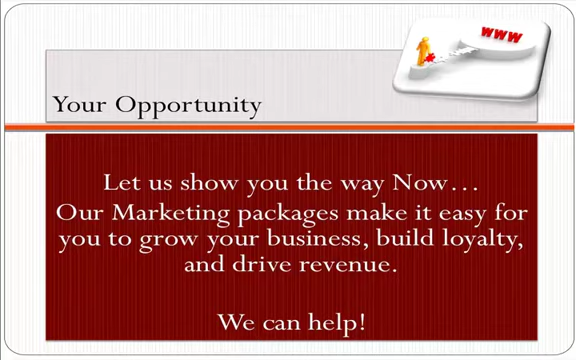 www
Your Opportunity
Let us show you the way Now…
Our Marketing packages make it easy for
you to grow your business, build loyalty,
and drive revenue.
We can help!